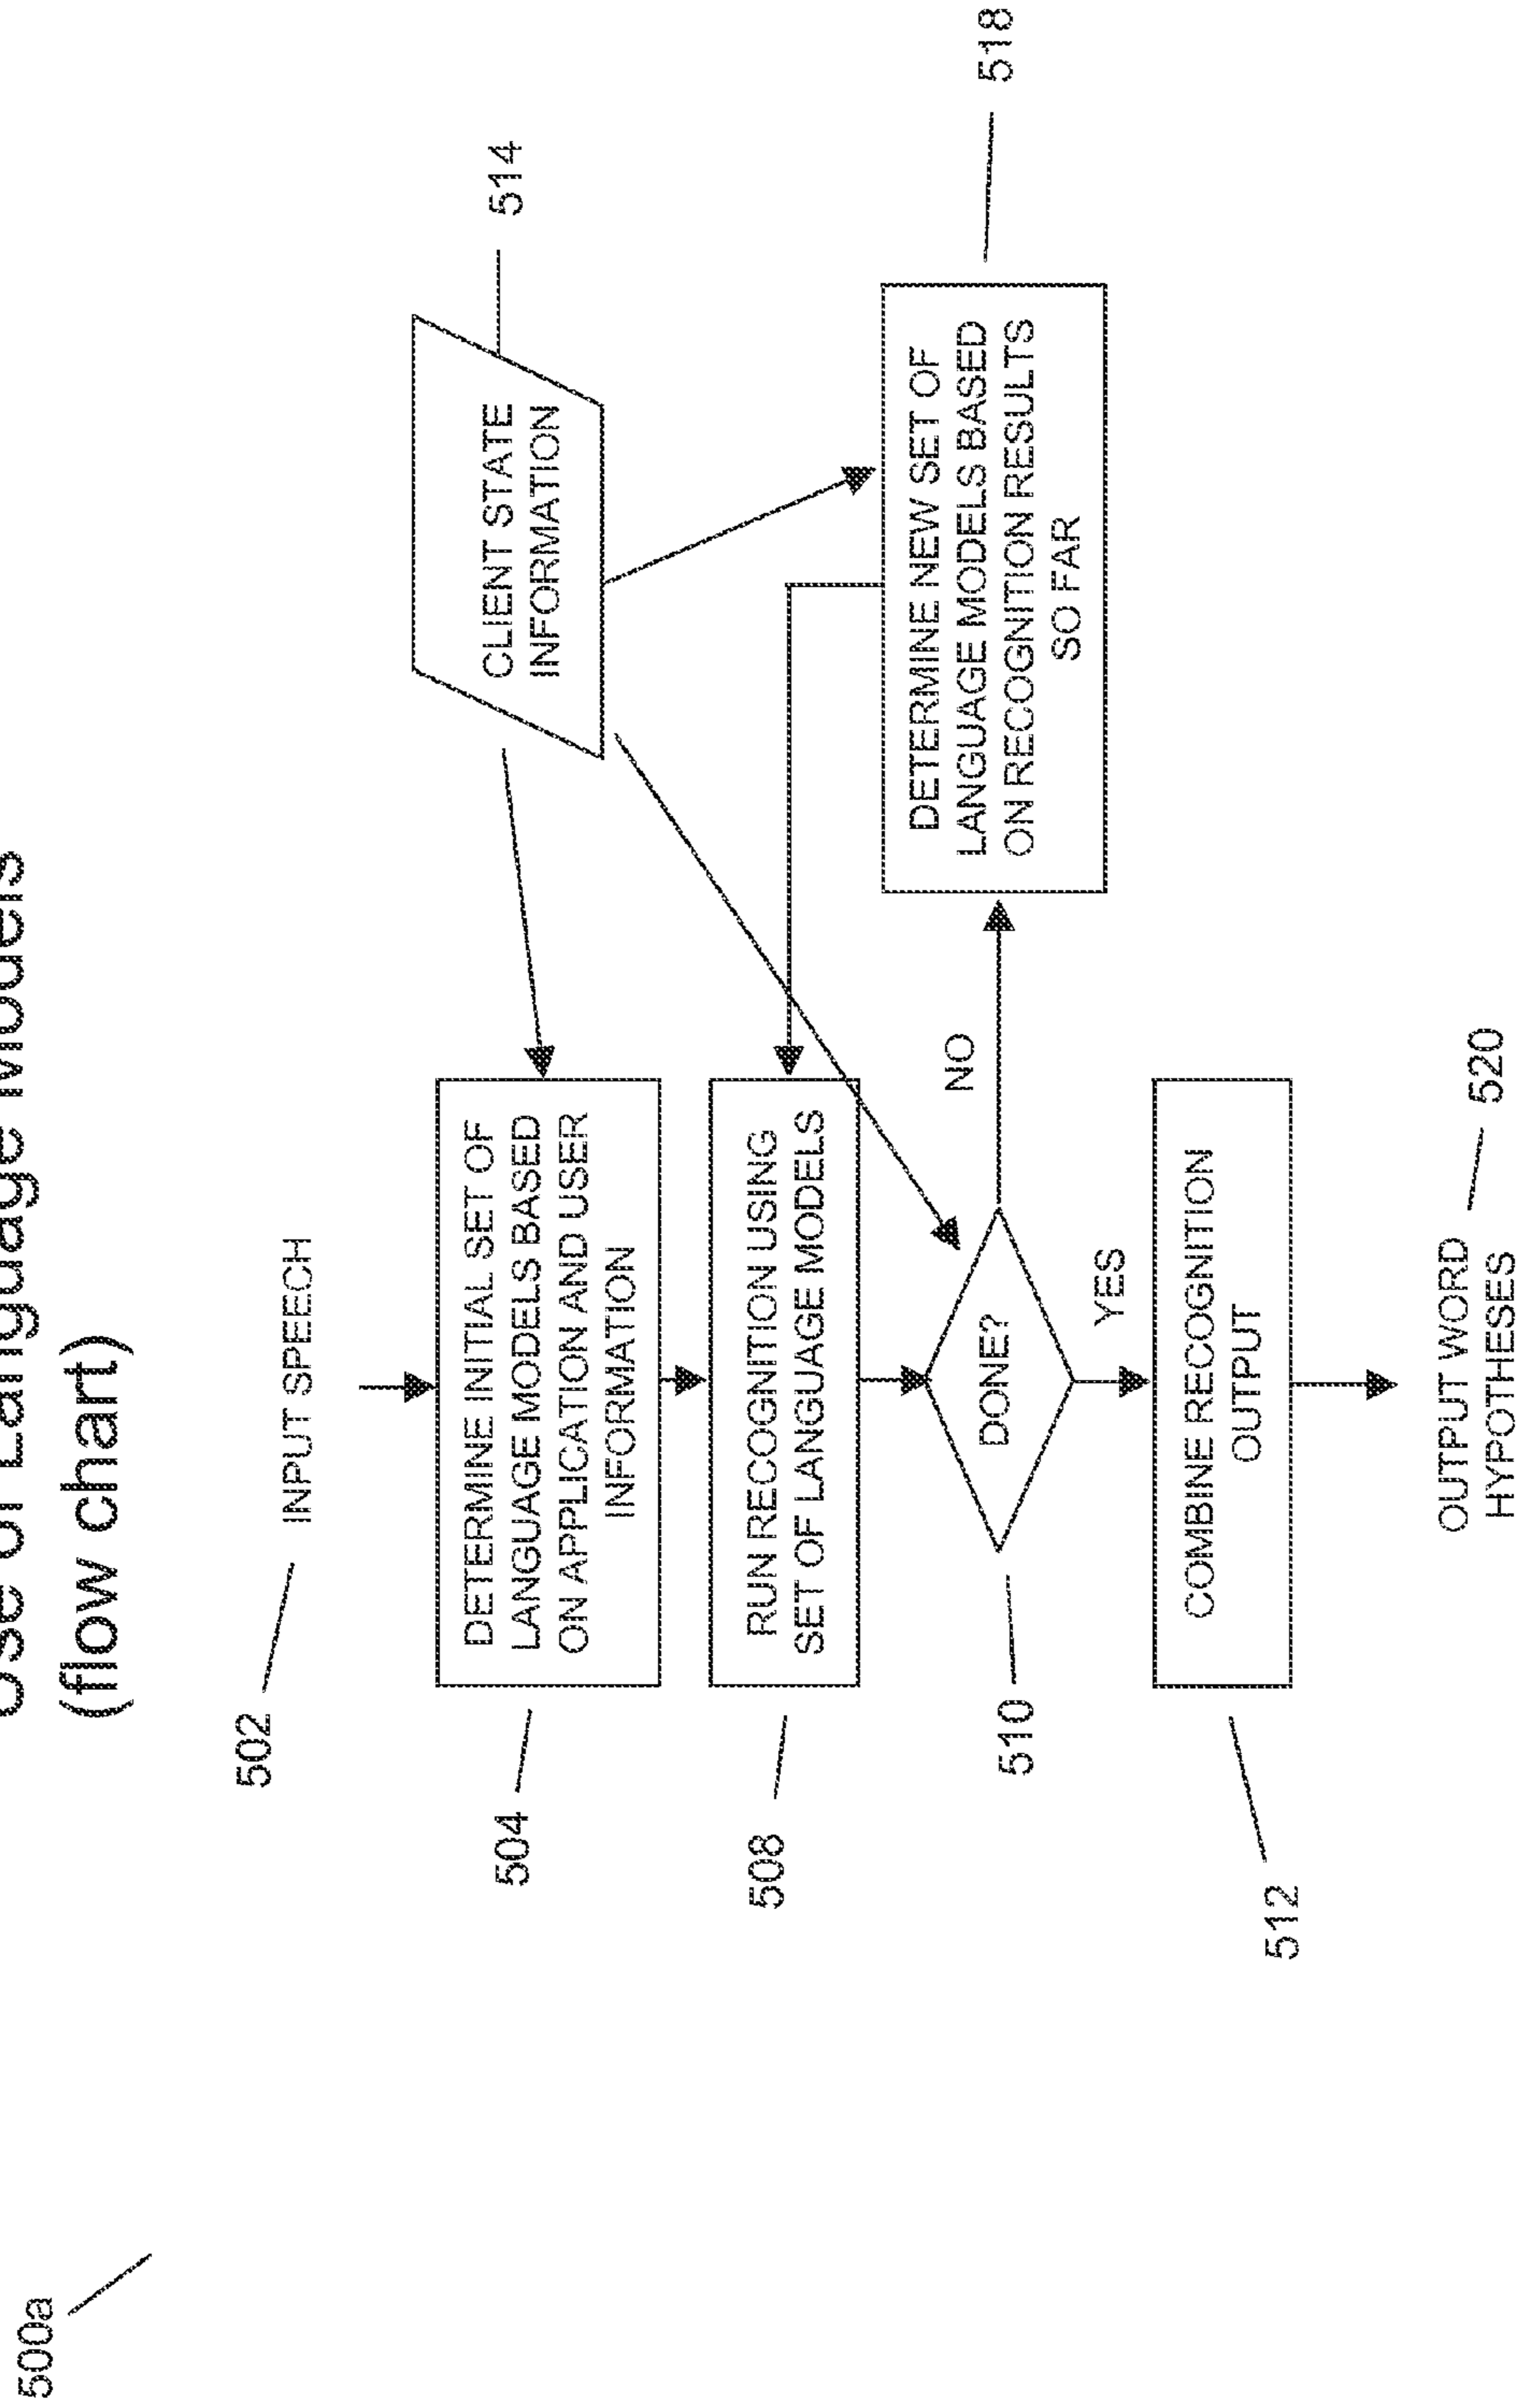 Use of Language Models
(flow chart)
500a
502
INPUT SPEECH
514
CLIENT STATE
INFORMATION
504
DETERMINE INITIAL SET OF
LANGUAGE MODELS BASED
ON APPLICATION AND USER
INFORMATION
508
RUN RECOGNITION USING
SET OF LANGUAGE MODELS
518
DETERMINE NEW SET OF
LANGUAGE MODELS BASED
ON RECOGNITION RESULTS
SO FAR
510
DONE?
NO
YES
512
COMBINE RECOGNITION
OUTPUT
OUTPUT WORD
HYPOTHESES
520